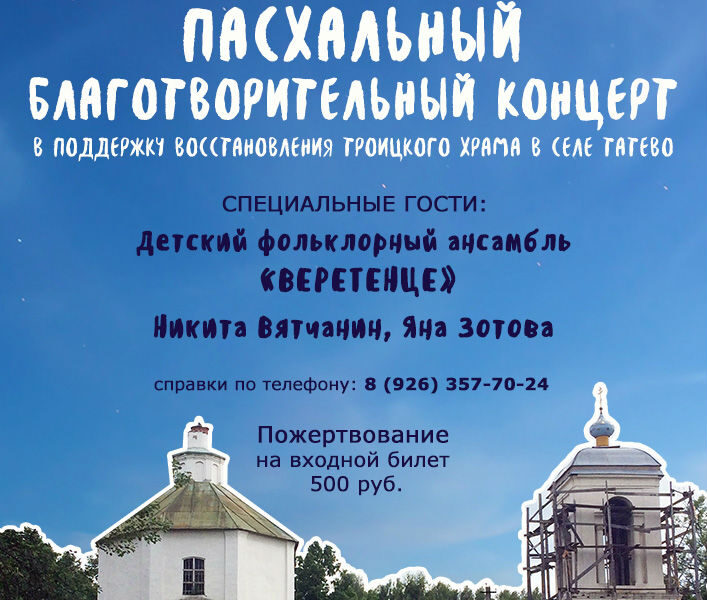 ПАСХАЛЬНЫЙ
БЛАГОТВОРИТЕЛЬНЫЙ КОНЦЕРТ
В ПОДДЕРЖКУ ВОССТАНОВЛЕНИЯ ТРОИЦКОГО ХРАМА В СЕЛЕ ТАТЕВО
СПЕЦИАЛЬНЫЕ ГОСТИ:
Детский фольклорный ансамбль
«ВЕРЕТЕНЦЕ»
Никита Вятчанин, Яна Зотова
справки по телефону: 8 (926) 357-70-24
Пожертвование
на входной билет
500 руб.